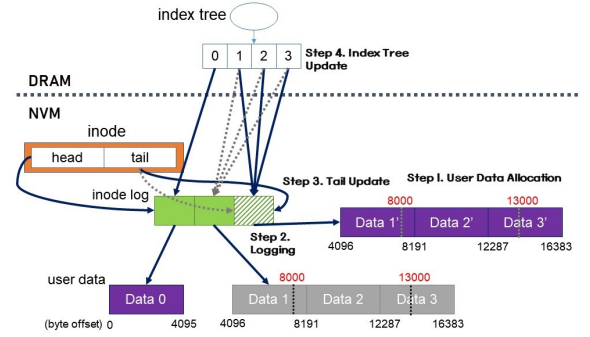 index tree
0 1 2 3
Step 4. Index Tree
Update
DRAM
NVM
inode
head tail
inode log
Step 3. Tail Update
Step 1. User Data Allocation
8000 13000
Data 1' Data 2' Data 3'
4096 8191 12287 16383
Step 2.
Logging
user data
8000 13000
Data 0 Data 1 Data 2 Data 3
(byte offset) 0 4095 4096 8191 12287 16383